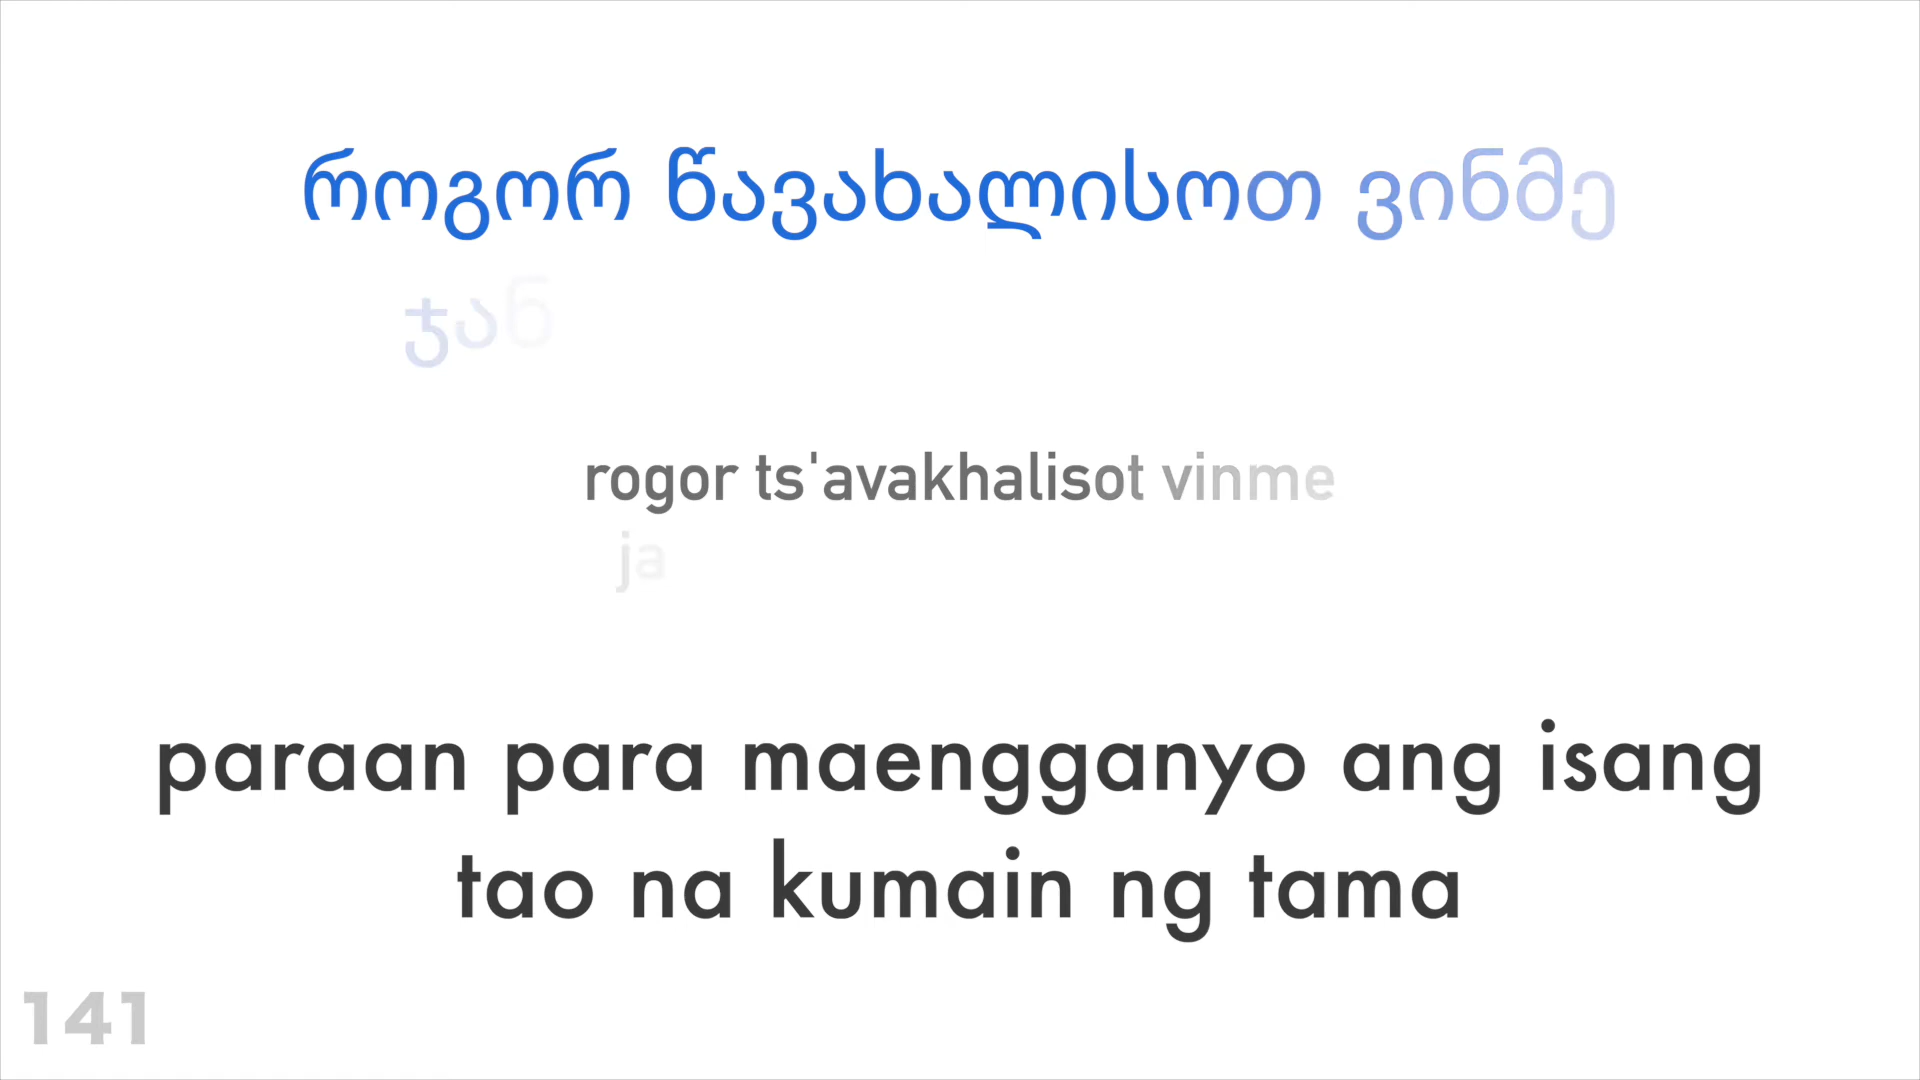 როგორ წავახალისოთ ვინმე
ჯან
rogor ts'avakhalisot vinme
ja
paraan para maengganyo ang isang
tao na kumain ng tama
141